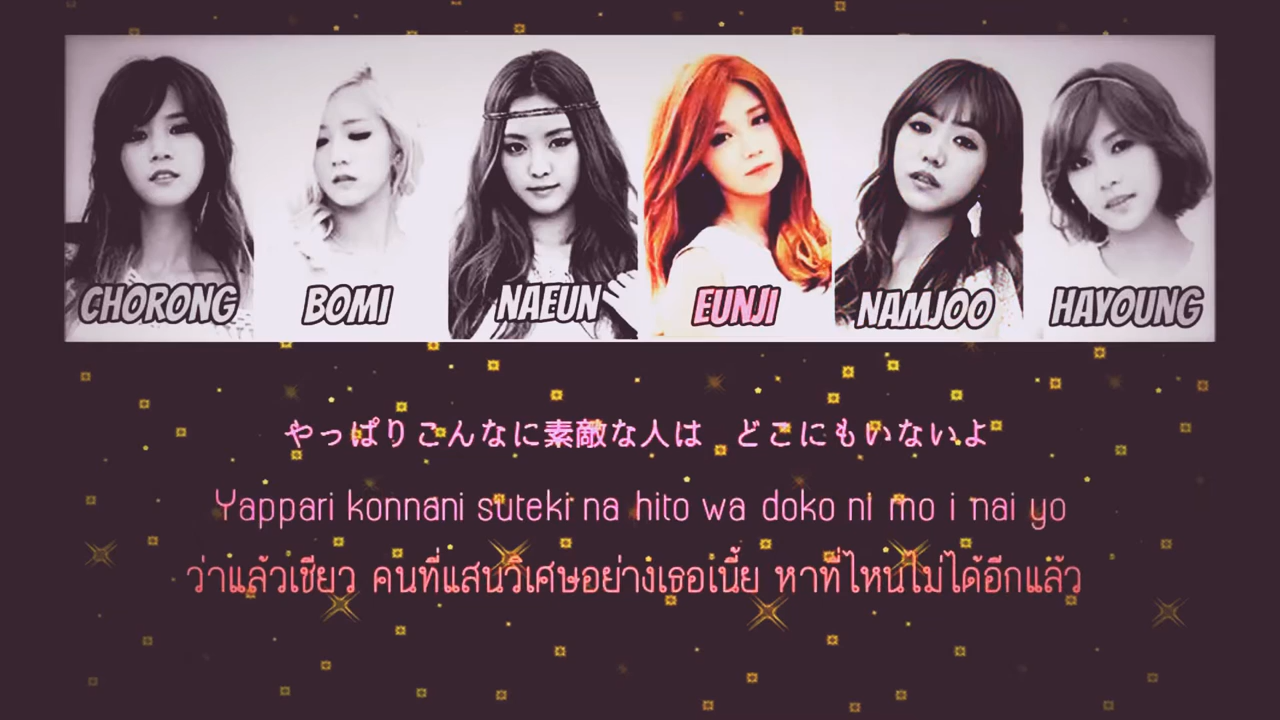 CHORONG BOMI NAEUN EUNJI NAMJOO HAYOUNG
やっぱりこんなに素敵な人は　どこにもいないよ
Yappari konnani suteki na hito wa doko ni mo i nai yo
ว่าแล้วเชียว คนที่แสนวิเศษอย่างเธอเนี้ย หาที่ไหนไม่ได้อีกแล้ว